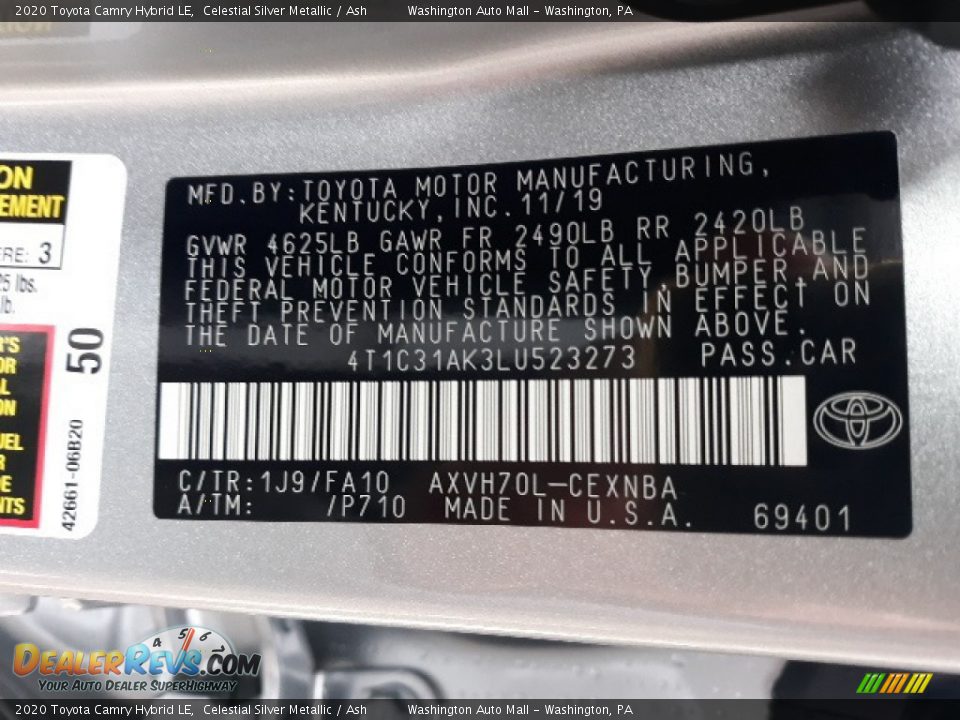 2020 Toyota Camry Hybrid LE, Celestial Silver Metallic / Ash Washington Auto Mall - Washington, PA
MFD.BY:TOYOTA MOTOR MANUFACTURING,
KENTUCKY,INC.11/19
GVWR 4625LB GAWR FR 2490LB RR 2420LB
THIS VEHICLE CONFORMS TO ALL APPLICABLE
FEDERAL MOTOR VEHICLE SAFETY,BUMPER AND
THEFT PREVENTION STANDARDS IN EFFECT ON
THE DATE OF MANUFACTURE SHOWN ABOVE.
4T1C31AK3LU523273 PASS.CAR
C/TR:1J9/FA10 AXVH70L-CEXNBA
A/TM: /P710 MADE IN U.S.A. 69401
3
lb.
50
42661-06B20
DEALERREVS.COM
YOUR AUTO DEALER SUPERHIGHWAY
4 5 6
2020 Toyota Camry Hybrid LE, Celestial Silver Metallic / Ash Washington Auto Mall - Washington, PA